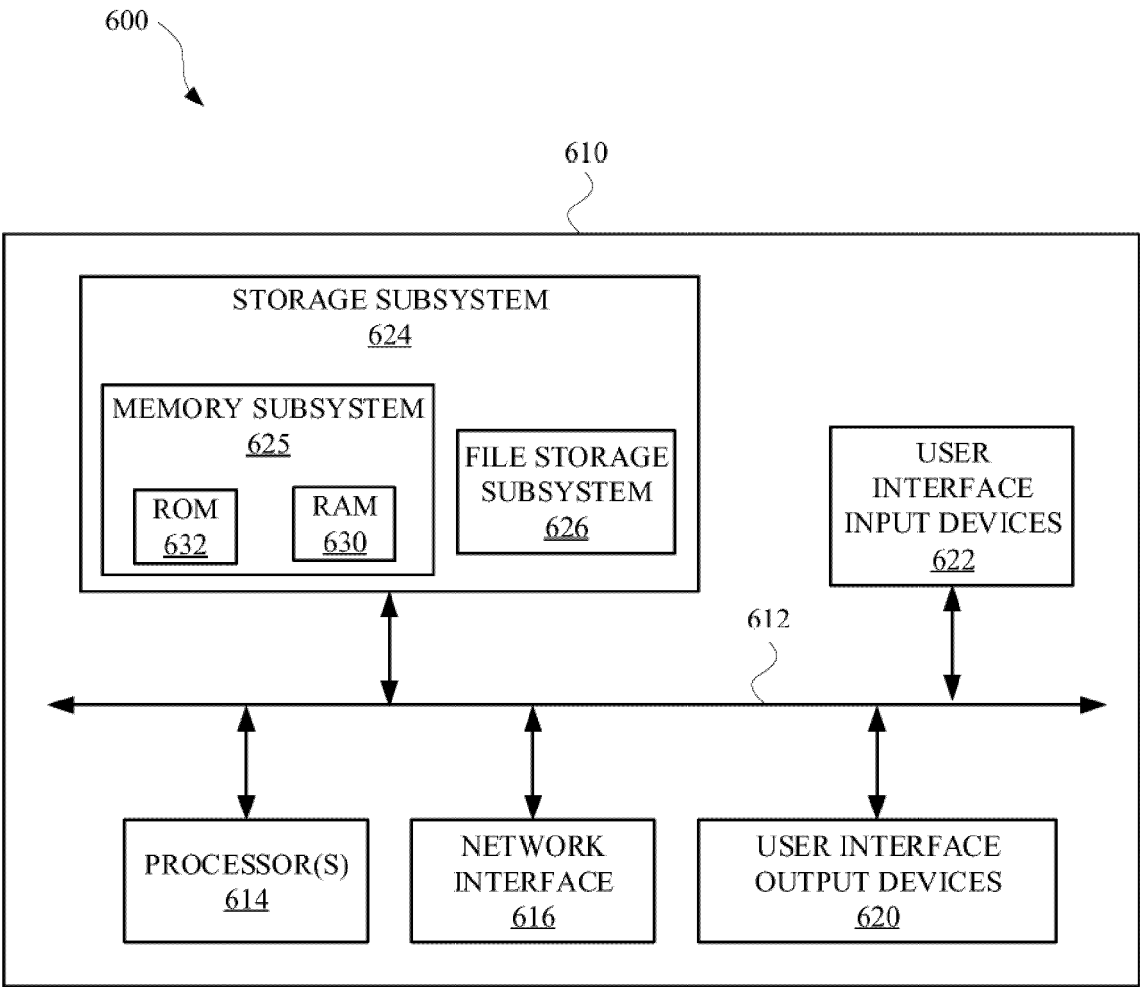 600
610
STORAGE SUBSYSTEM
624
MEMORY SUBSYSTEM
625
ROM
632
RAM
630
FILE STORAGE
SUBSYSTEM
626
USER
INTERFACE
INPUT DEVICES
622
612
PROCESSOR(S)
614
NETWORK
INTERFACE
616
USER INTERFACE
OUTPUT DEVICES
620